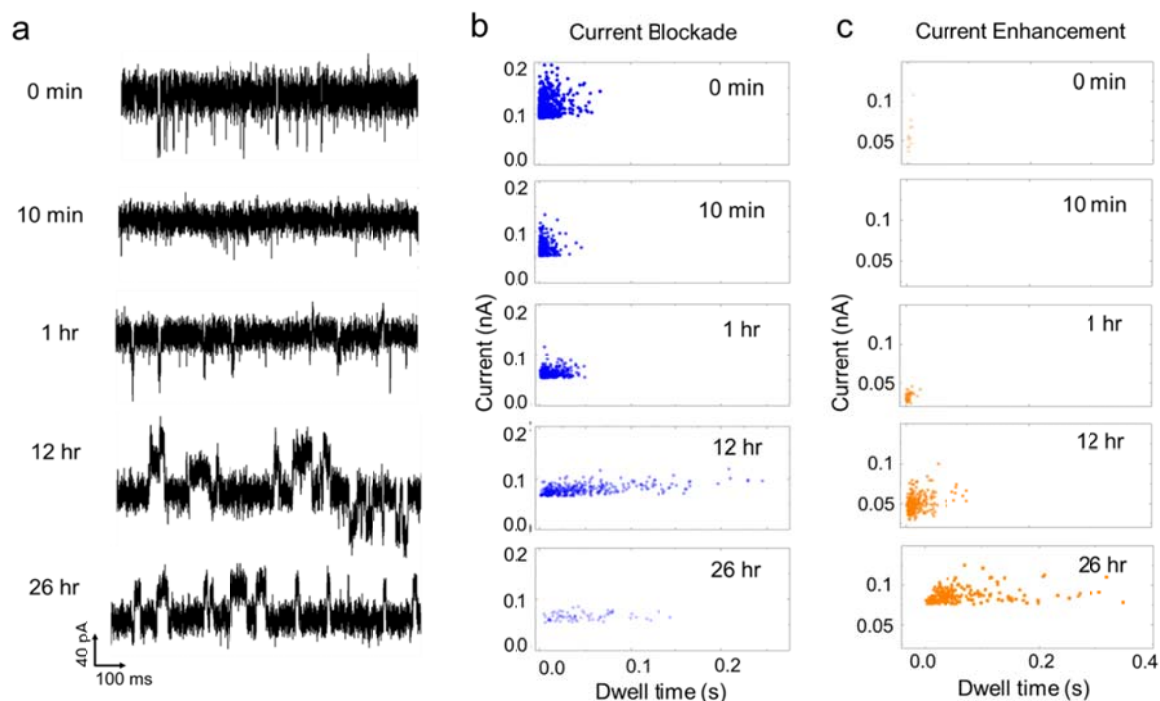 a
0 min
10 min
1 hr
12 hr
26 hr
40 pA
100 ms
b
Current Blockade
Current (nA)
0.2
0.1
0.0
0 min
0.2
0.1
0.0
10 min
0.2
0.1
0.0
1 hr
0.2
0.1
0.0
12 hr
0.2
0.1
0.0
26 hr
0.0 0.1 0.2
Dwell time (s)
c
Current Enhancement
Current (nA)
0.1
0.05
0 min
0.1
0.05
10 min
0.1
0.05
1 hr
0.1
0.05
12 hr
0.1
0.05
26 hr
0.0 0.2 0.4
Dwell time (s)